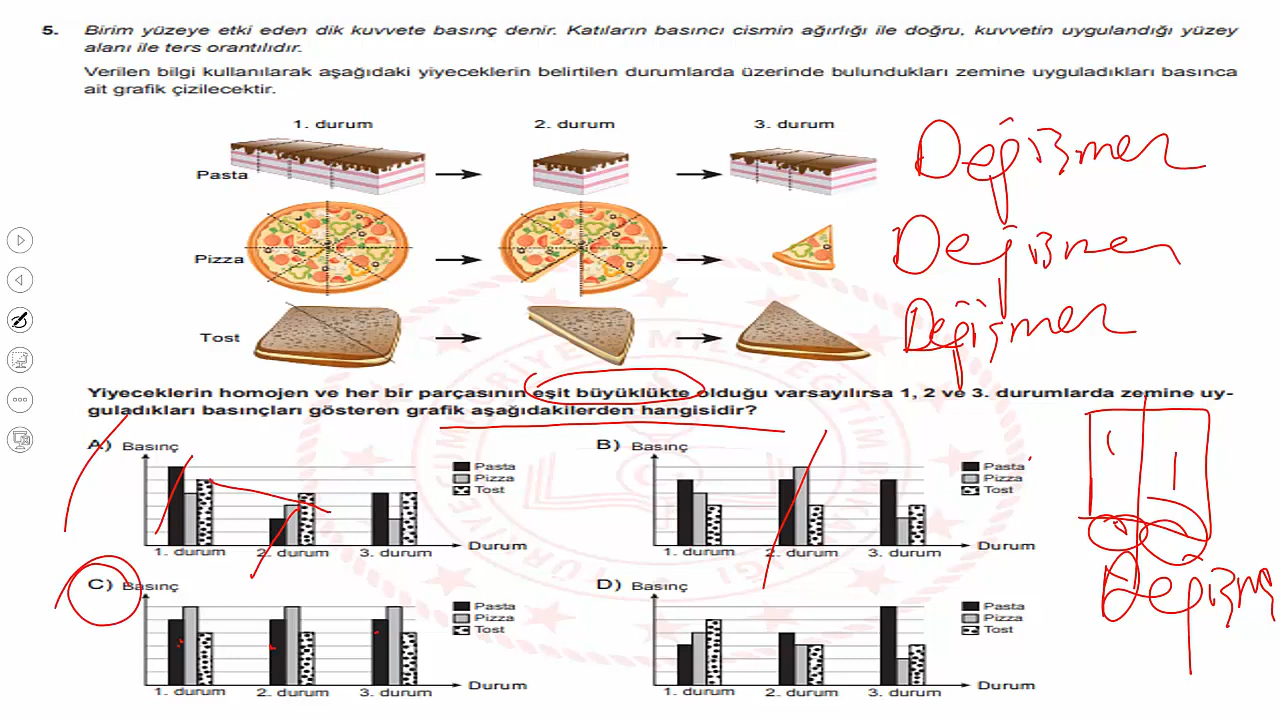 5. Birim yüzeye etki eden dik kuvvete basınç denir. Katıların basıncı cismin ağırlığı ile doğru, kuvvetin uygulandığı yüzey
alanı ile ters orantılıdır.
Verilen bilgi kullanılarak aşağıdaki yiyeceklerin belirtilen durumlarda üzerinde bulundukları zemine uyguladıkları basınca
ait grafik çizilecektir.
1. durum 2. durum 3. durum
Pasta
Değişmez
Pizza
Değişmez
Tost
Değişmez
Yiyeceklerin homojen ve her bir parçasının eşit büyüklükte olduğu varsayılırsa 1, 2 ve 3. durumlarda zemine uy-
guladıkları basınçları gösteren grafik aşağıdakilerden hangisidir?
A) Basınç
Pasta
Pizza
Tost
1. durum 2. durum 3. durum Durum
B) Basınç
Pasta
Pizza
Tost
1. durum 2. durum 3. durum Durum
C) Basınç
Pasta
Pizza
Tost
1. durum 2. durum 3. durum Durum
D) Basınç
Pasta
Pizza
Tost
1. durum 2. durum 3. durum Durum